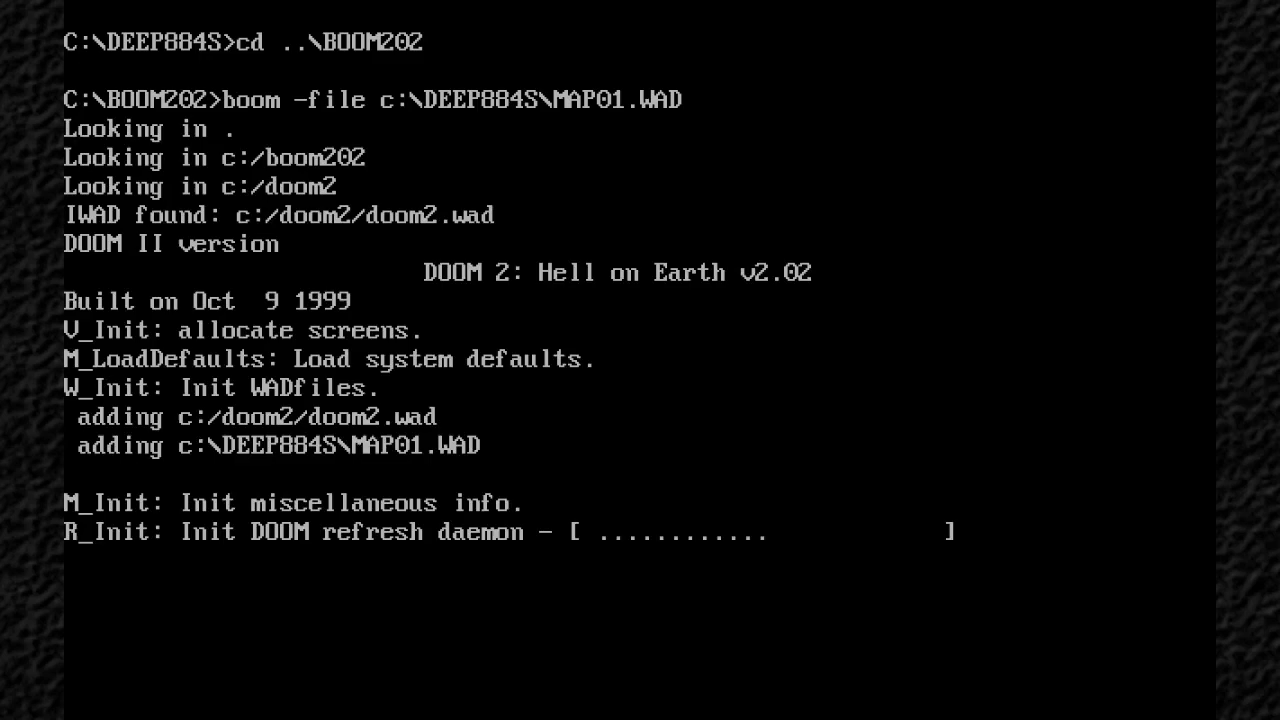 C:\DEEP884S>cd ..\BOOM202
C:\BOOM202>boom -file c:\DEEP884S\MAP01.WAD
Looking in .
Looking in c:/boom202
Looking in c:/doom2
IWAD found: c:/doom2/doom2.wad
DOOM II version
DOOM 2: Hell on Earth v2.02
Built on Oct  9 1999
V_Init: allocate screens.
M_LoadDefaults: Load system defaults.
W_Init: Init WADfiles.
 adding c:/doom2/doom2.wad
 adding c:\DEEP884S\MAP01.WAD
M_Init: Init miscellaneous info.
R_Init: Init DOOM refresh daemon - [ ............            ]